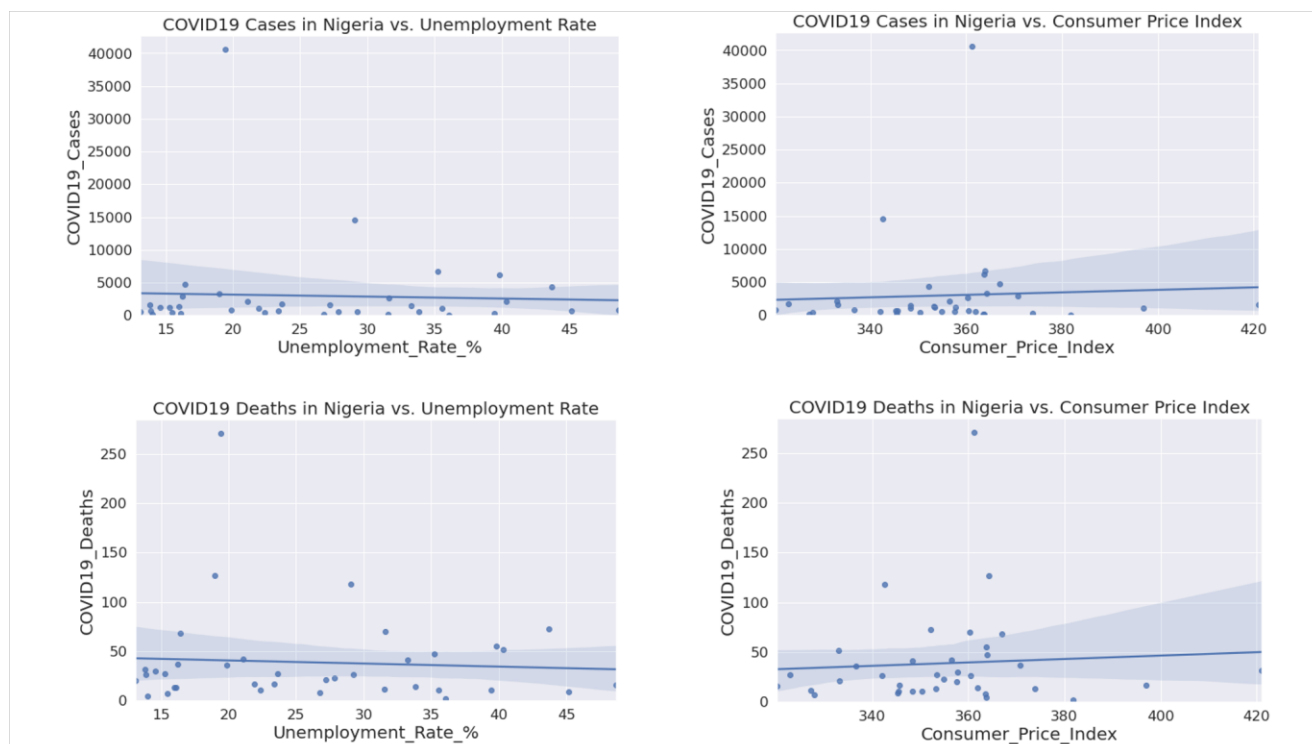 COVID19 Cases in Nigeria vs. Unemployment Rate
40000
35000
30000
25000
20000
15000
10000
5000
0
COVID19_Cases
15 20 25 30 35 40 45
Unemployment_Rate_%
COVID19 Cases in Nigeria vs. Consumer Price Index
40000
35000
30000
25000
20000
15000
10000
5000
0
COVID19_Cases
340 360 380 400 420
Consumer_Price_Index
COVID19 Deaths in Nigeria vs. Unemployment Rate
250
200
150
100
50
0
COVID19_Deaths
15 20 25 30 35 40 45
Unemployment_Rate_%
COVID19 Deaths in Nigeria vs. Consumer Price Index
250
200
150
100
50
0
COVID19_Deaths
340 360 380 400 420
Consumer_Price_Index